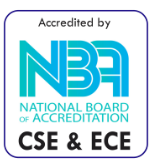 Accredited by
NBA
NATIONAL BOARD
OF ACCREDITATION
CSE & ECE